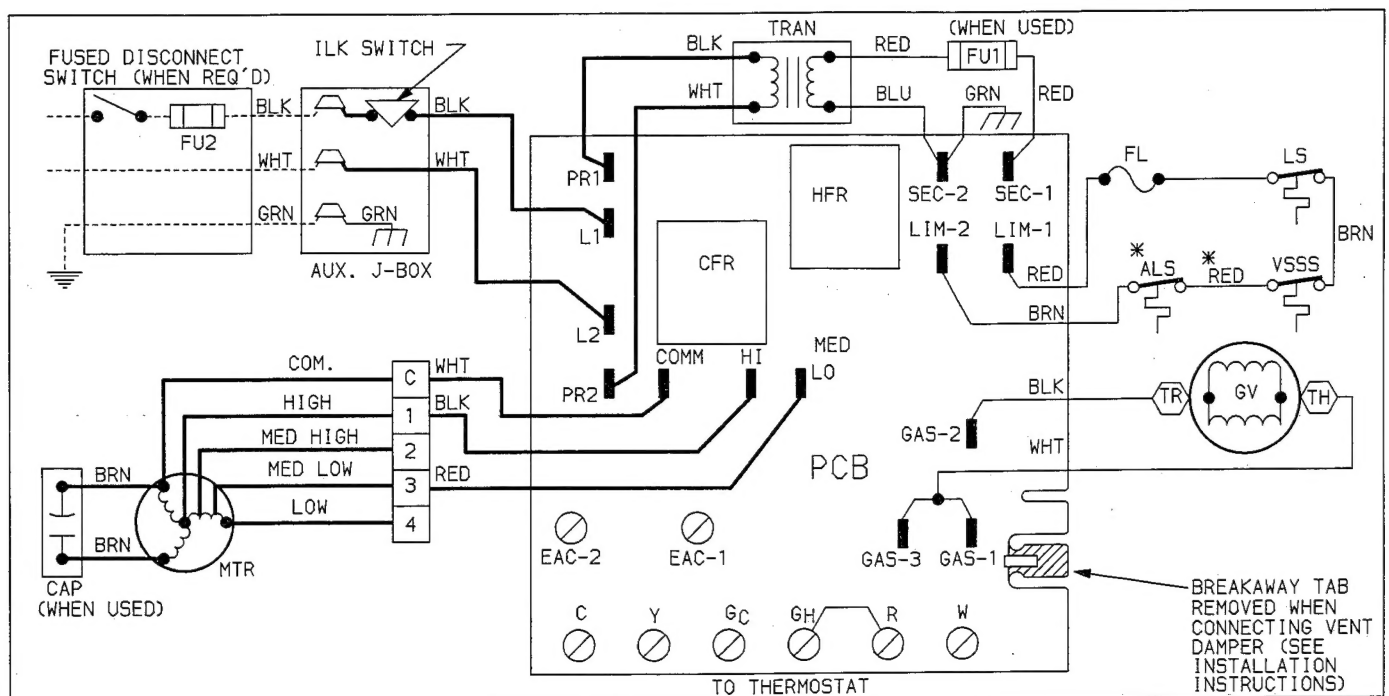 FUSED DISCONNECT
SWITCH (WHEN REQ'D)
ILK SWITCH
BLK
FU2
WHT
GRN
BLK
WHT
GRN
AUX. J-BOX
TRAN
BLK
WHT
RED
BLU
(WHEN USED)
FU1
GRN
RED
PR1
L1
L2
PR2
CFR
HFR
SEC-2
SEC-1
LIM-2
LIM-1
FL
LS
BRN
*
ALS
*
RED
VSSS
RED
BRN
COMM
HI
MED
LO
COM.
C
WHT
HIGH
1
BLK
MED HIGH
2
MED LOW
3
RED
LOW
4
BRN
BRN
MTR
CAP
(WHEN USED)
BLK
TR
GV
TH
GAS-2
WHT
PCB
EAC-2
EAC-1
GAS-3
GAS-1
C
Y
GC
GH
R
W
TO THERMOSTAT
BREAKAWAY TAB
REMOVED WHEN
CONNECTING VENT
DAMPER (SEE
INSTALLATION
INSTRUCTIONS)